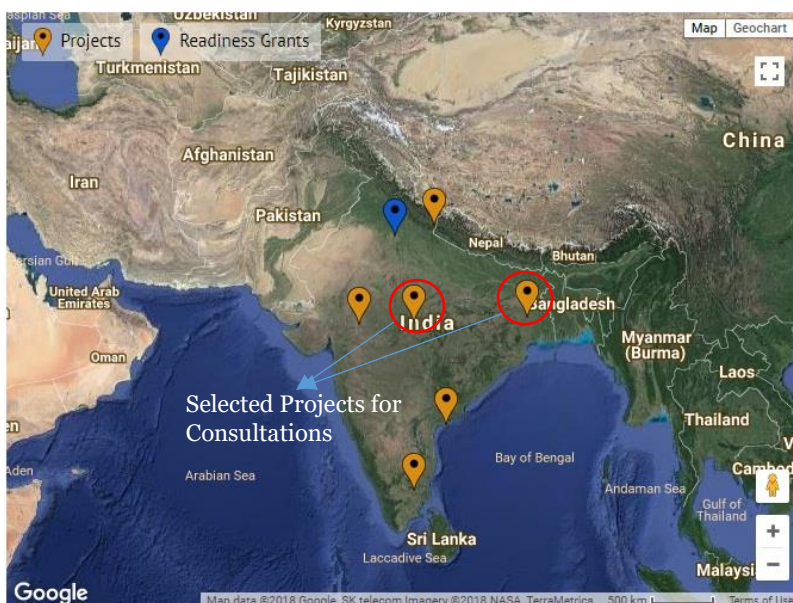 Uzbekistan
Kyrgyzstan
Map Geochart
Projects Readiness Grants
Turkmenistan
Tajikistan
China
Afghanistan
Iran
Pakistan
Nepal
Bhutan
United Arab
Emirates
Bangladesh
India
Oman
Myanmar
(Burma)
Laos
Selected Projects for
Consultations
Thailand
Bay of Bengal
Arabian Sea
Aden
Andaman Sea
Gulf of
Thailand
Sri Lanka
Laccadive Sea
+
Malaysi
−
Google
Map data ©2018 Google, SK telecom Imagery ©2018 NASA, TerraMetrica 500 km Terms of Use